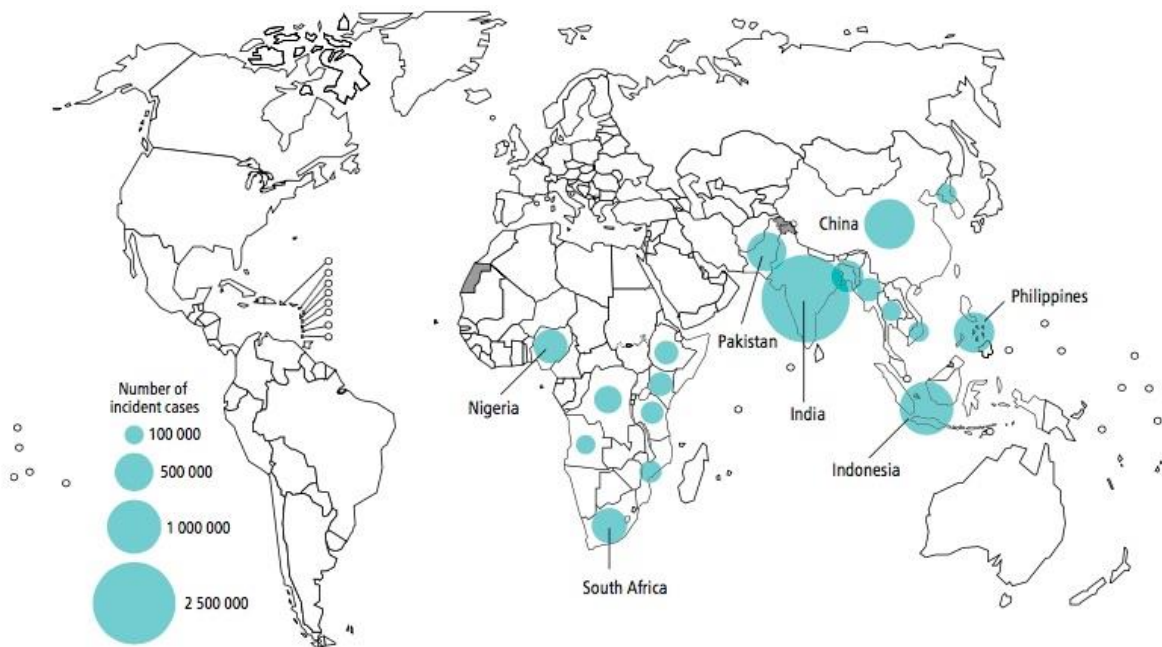 China
Philippines
Pakistan
Nigeria
India
Indonesia
South Africa
Number of
incident cases
100 000
500 000
1 000 000
2 500 000